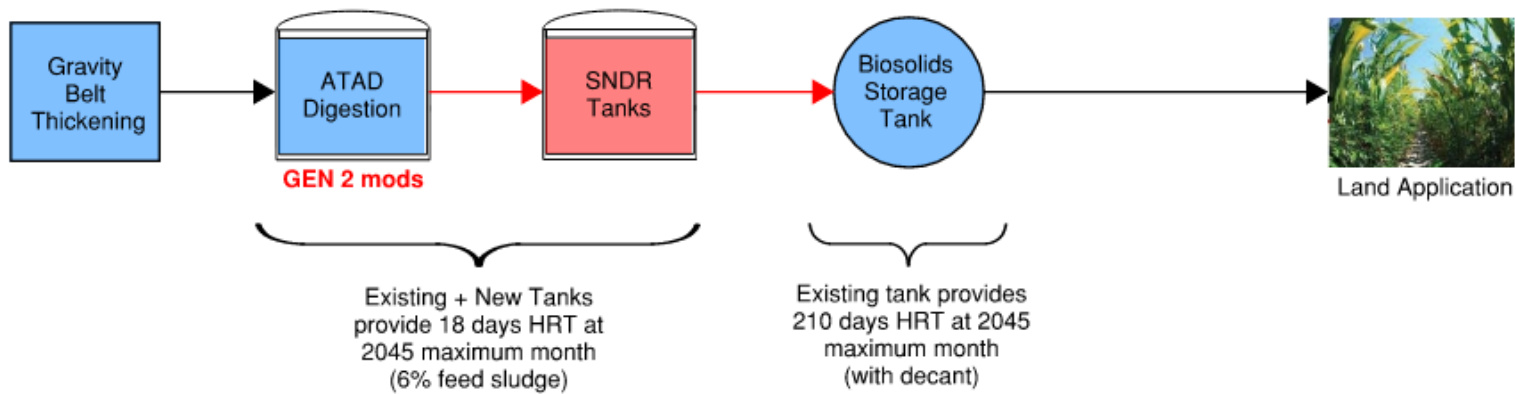 Gravity
Belt
Thickening
ATAD
Digestion
GEN 2 mods
SNDR
Tanks
Biosolids
Storage
Tank
Land Application
Existing + New Tanks
provide 18 days HRT at
2045 maximum month
(6% feed sludge)
Existing tank provides
210 days HRT at 2045
maximum month
(with decant)